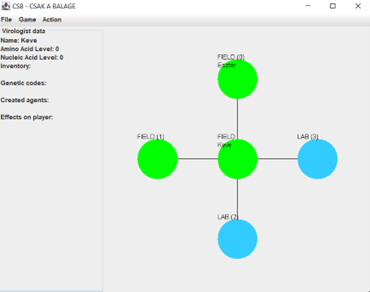 CSB - CSAK A BALAGE
File Game Action
Virologist data
Name: Keve
Amino Acid Level: 0
Nucleic Acid Level: 0
Inventory:
Genetic codes:
Created agents:
Effects on player:
FIELD (0)
Eszter
FIELD (1)
FIELD
Keve
LAB (3)
LAB (2)